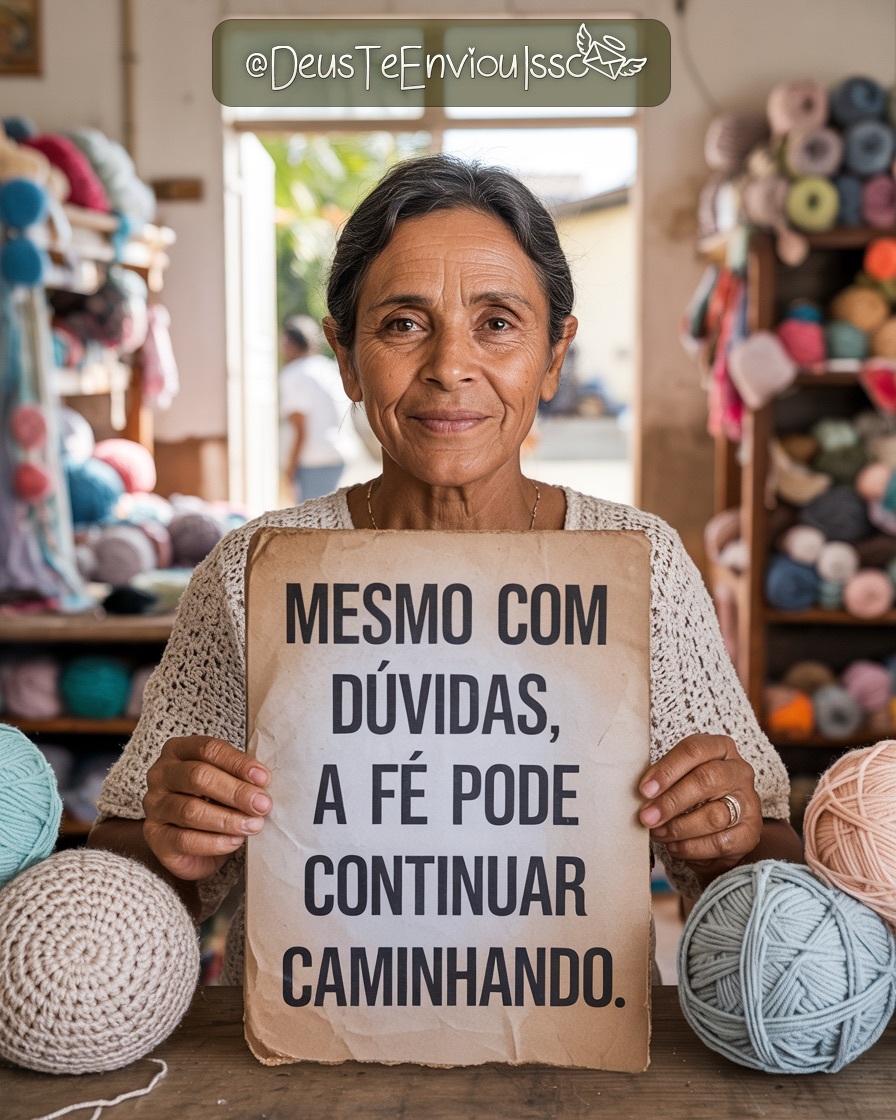 @DeusTeEnviouIsso
MESMO COM
DÚVIDAS,
A FÉ PODE
CONTINUAR
CAMINHANDO.